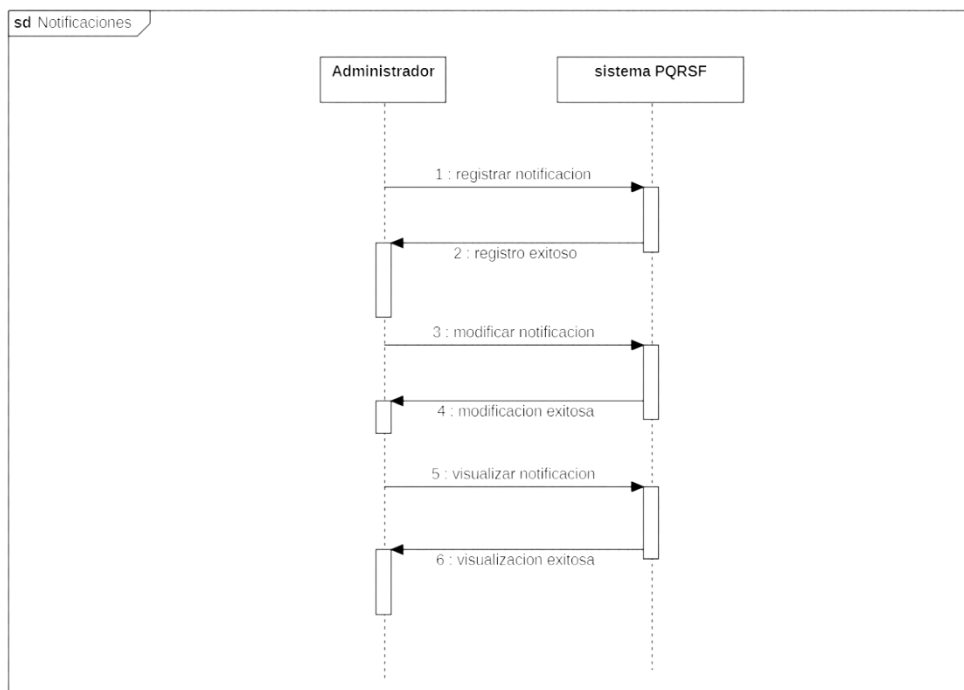 sd Notificaciones
Administrador
sistema PQRSF
1 : registrar notificacion
2 : registro exitoso
3 : modificar notificacion
4 : modificacion exitosa
5 : visualizar notificacion
6 : visualizacion exitosa